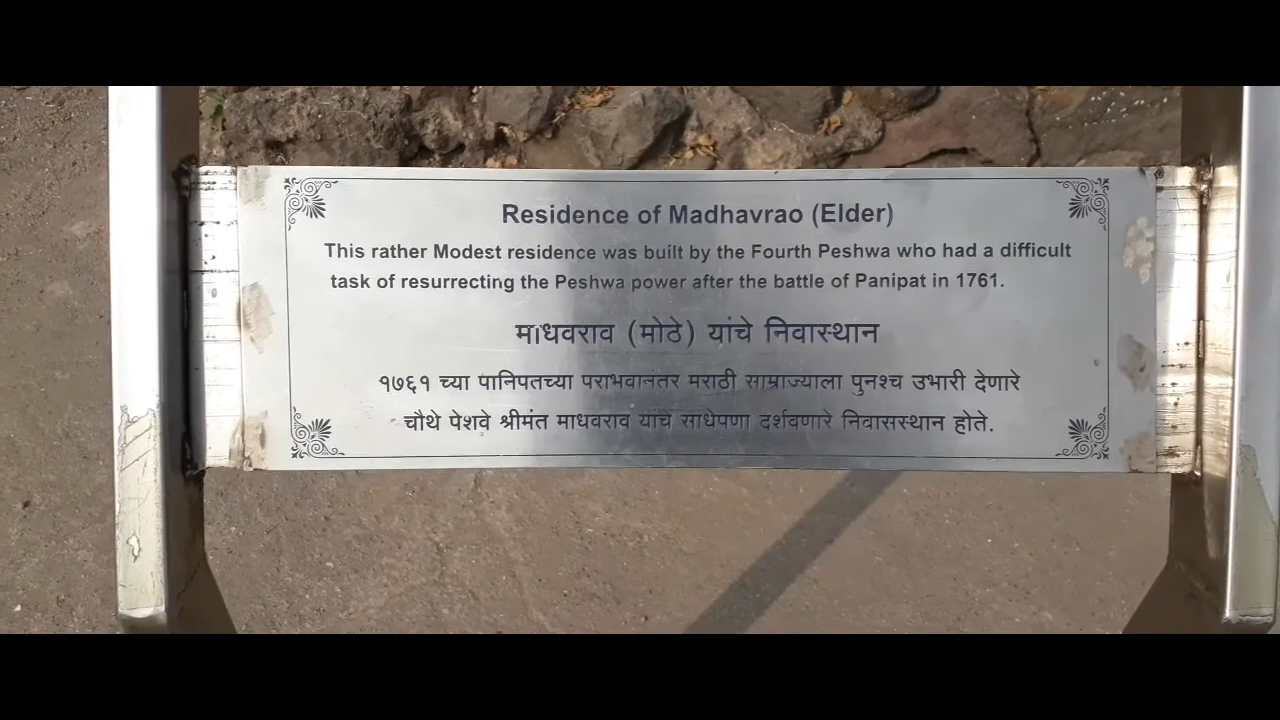 Residence of Madhavrao (Elder)
This rather Modest residence was built by the Fourth Peshwa who had a difficult
task of resurrecting the Peshwa power after the battle of Panipat in 1761.
माधवराव (मोठे) यांचे निवास्थान
१७६१ च्या पानिपतच्या पराभवानंतर मराठी साम्राज्याला पुनश्च उभारी देणारे
चौथे पेशवे श्रीमंत माधवराव यांचे साधेपणा दर्शवणारे निवासस्थान होते.